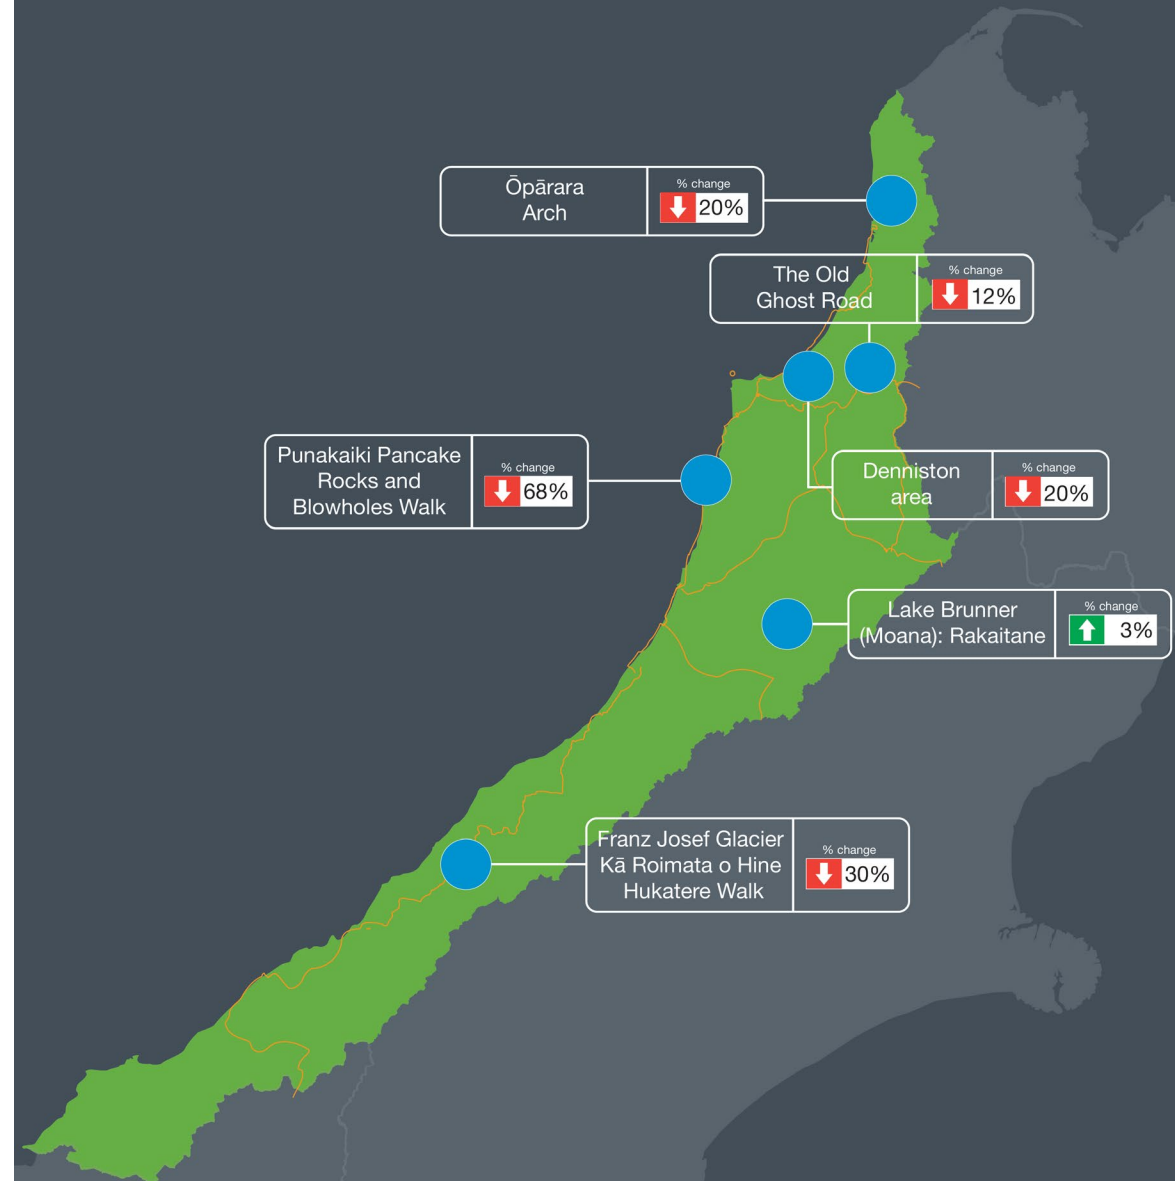 Ōpārara
Arch
% change
20%
The Old
Ghost Road
% change
12%
Punakaiki Pancake
Rocks and
Blowholes Walk
% change
68%
Denniston
area
% change
20%
Lake Brunner
(Moana): Rakaitane
% change
3%
Franz Josef Glacier
Kā Roimata o Hine
Hukatere Walk
% change
30%